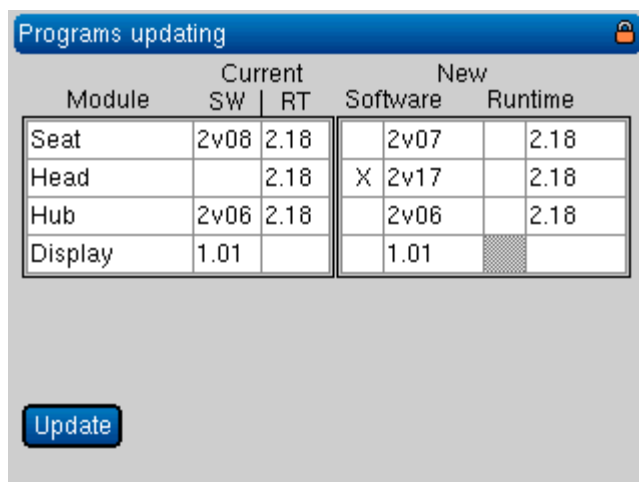 Programs updating
Current New
Module SW | RT Software Runtime
Seat 2v08 2.18 2v07 2.18
Head 2.18 X 2v17 2.18
Hub 2v06 2.18 2v06 2.18
Display 1.01 1.01
Update